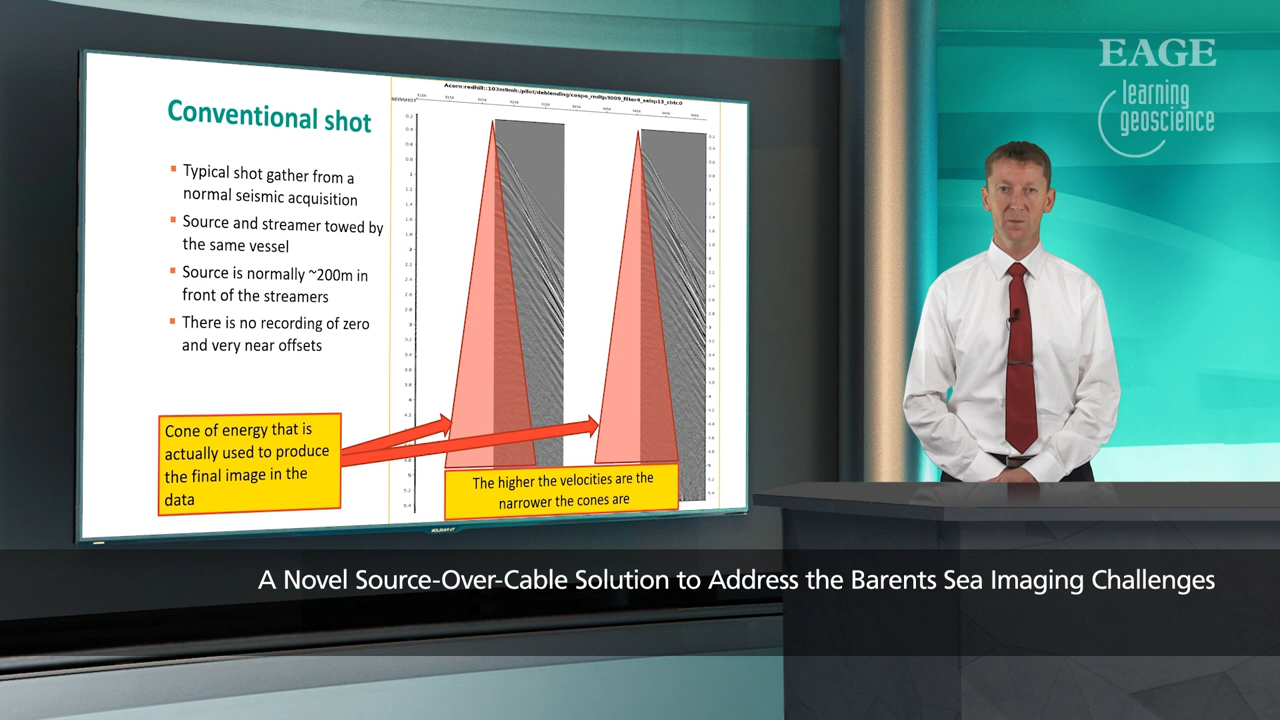 EAGE
learning
geoscience
Conventional shot
Typical shot gather from a
normal seismic acquisition
Source and streamer towed by
the same vessel
Source is normally ~200m in
front of the streamers
There is no recording of zero
and very near offsets
Cone of energy that is
actually used to produce
the final image in the
data
The higher the velocities are the
narrower the cones are
A Novel Source-Over-Cable Solution to Address the Barents Sea Imaging Challenges